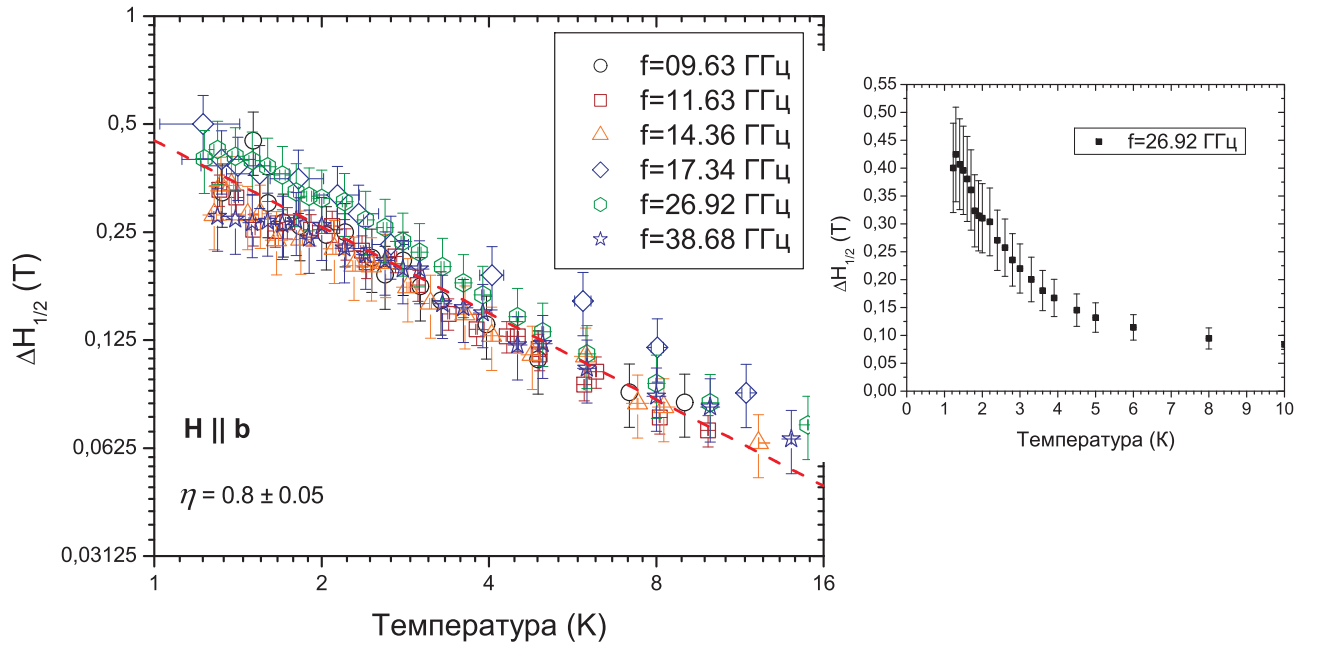 1
0,5
0,25
0,125
0,0625
0,03125
ΔH1/2 (T)
f=09.63 ГГц
f=11.63 ГГц
f=14.36 ГГц
f=17.34 ГГц
f=26.92 ГГц
f=38.68 ГГц
H || b
η = 0.8 ± 0.05
1 2 4 8 16
Температура (K)
0,55
0,50
0,45
0,40
0,35
0,30
0,25
0,20
0,15
0,10
0,05
0,00
ΔH1/2 (T)
f=26.92 ГГц
0 1 2 3 4 5 6 7 8 9 10
Температура (K)